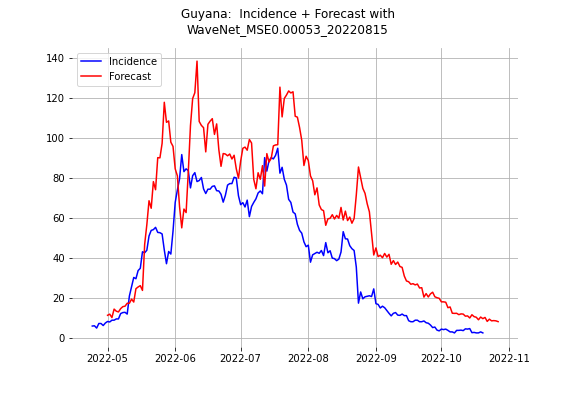 Guyana:  Incidence + Forecast with
WaveNet_MSE0.00053_20220815
Incidence
Forecast
140
120
100
80
60
40
20
0
2022-05 2022-06 2022-07 2022-08 2022-09 2022-10 2022-11